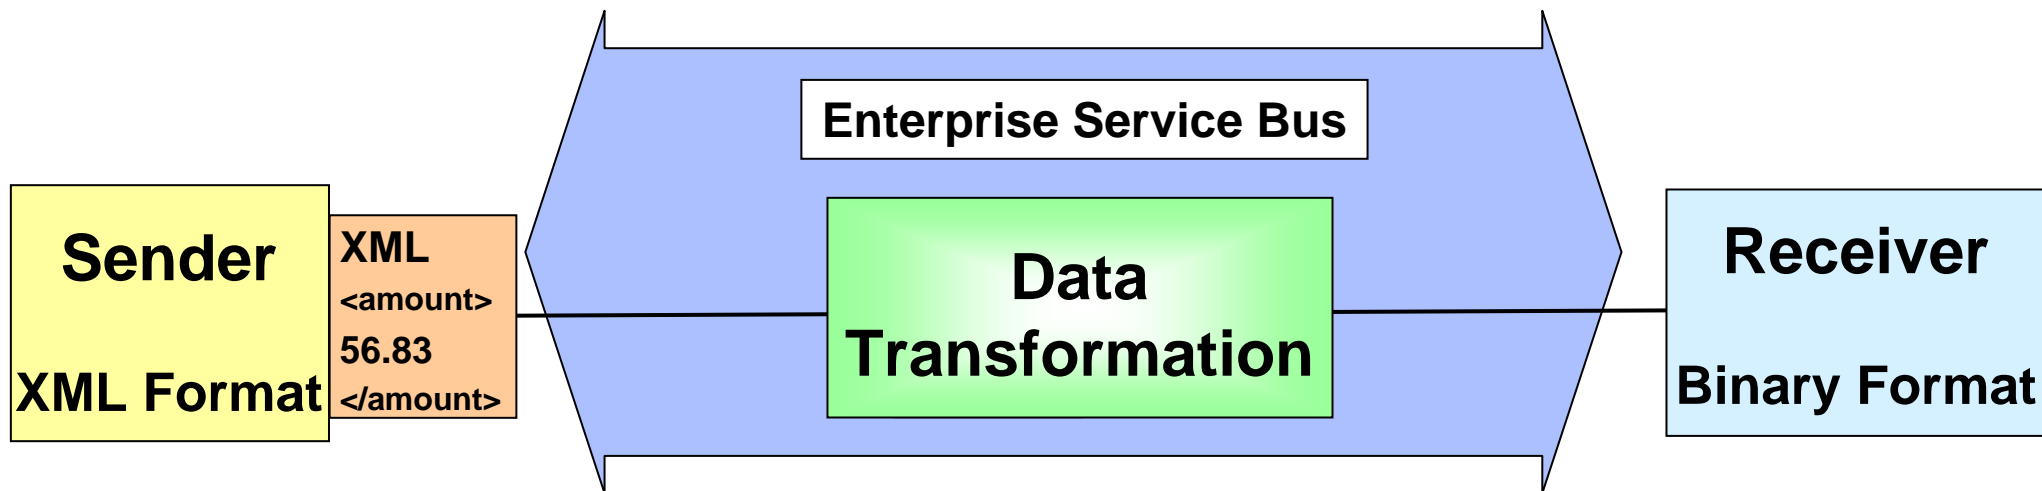 Enterprise Service Bus
Sender
XML Format
XML
<amount>
56.83
</amount>
Data
Transformation
Receiver
Binary Format